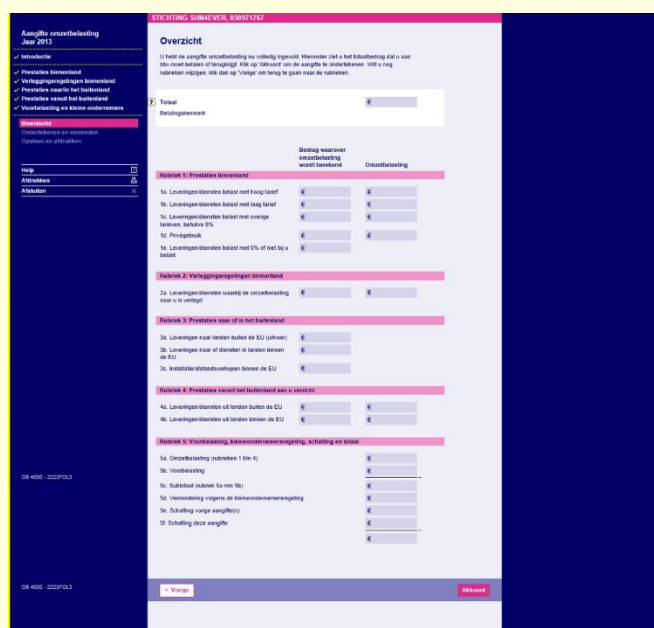 STICHTING SUN4EVER, 850971767
Aangifte omzetbelasting
Jaar 2013
✓ Introductie
✓ Prestaties binnenland
✓ Verleggingsregelingen binnenland
✓ Prestaties naar/in het buitenland
✓ Prestaties vanuit het buitenland
✓ Voorbelasting en kleine ondernemers
Overzicht
Ondertekenen en verzenden
Opslaan en afdrukken
Help ?
Afdrukken
Afsluiten ×
OB 400E - 2Z23FOL3
OB 400E - 2Z23FOL3
Overzicht
U hebt de aangifte omzetbelasting nu volledig ingevuld. Hieronder ziet u het totaalbedrag dat u aan
btw moet betalen of terugkrijgt. Klik op 'Akkoord' om de aangifte te ondertekenen. Wilt u nog
rubrieken wijzigen, klik dan op 'Vorige' om terug te gaan naar de rubrieken.
? Totaal €
Betalingskenmerk
Bedrag waarover
omzetbelasting
wordt berekend Omzetbelasting
Rubriek 1: Prestaties binnenland
1a. Leveringen/diensten belast met hoog tarief € €
1b. Leveringen/diensten belast met laag tarief € €
1c. Leveringen/diensten belast met overige € €
tarieven, behalve 0%
1d. Privégebruik € €
1e. Leveringen/diensten belast met 0% of niet bij u €
belast
Rubriek 2: Verleggingsregelingen binnenland
2a. Leveringen/diensten waarbij de omzetbelasting € €
naar u is verlegd
Rubriek 3: Prestaties naar of in het buitenland
3a. Leveringen naar landen buiten de EU (uitvoer) €
3b. Leveringen naar of diensten in landen binnen €
de EU
3c. Installatie/afstandsverkopen binnen de EU €
Rubriek 4: Prestaties vanuit het buitenland aan u verricht
4a. Leveringen/diensten uit landen buiten de EU € €
4b. Leveringen/diensten uit landen binnen de EU € €
Rubriek 5: Voorbelasting, kleineondernemersregeling, schatting en totaal
5a. Omzetbelasting (rubrieken 1 t/m 4) €
5b. Voorbelasting €
5c. Subtotaal (rubriek 5a min 5b) €
5d. Vermindering volgens de kleineondernemersregeling €
5e. Schatting vorige aangifte(n) €
5f. Schatting deze aangifte €
€
< Vorige
Akkoord